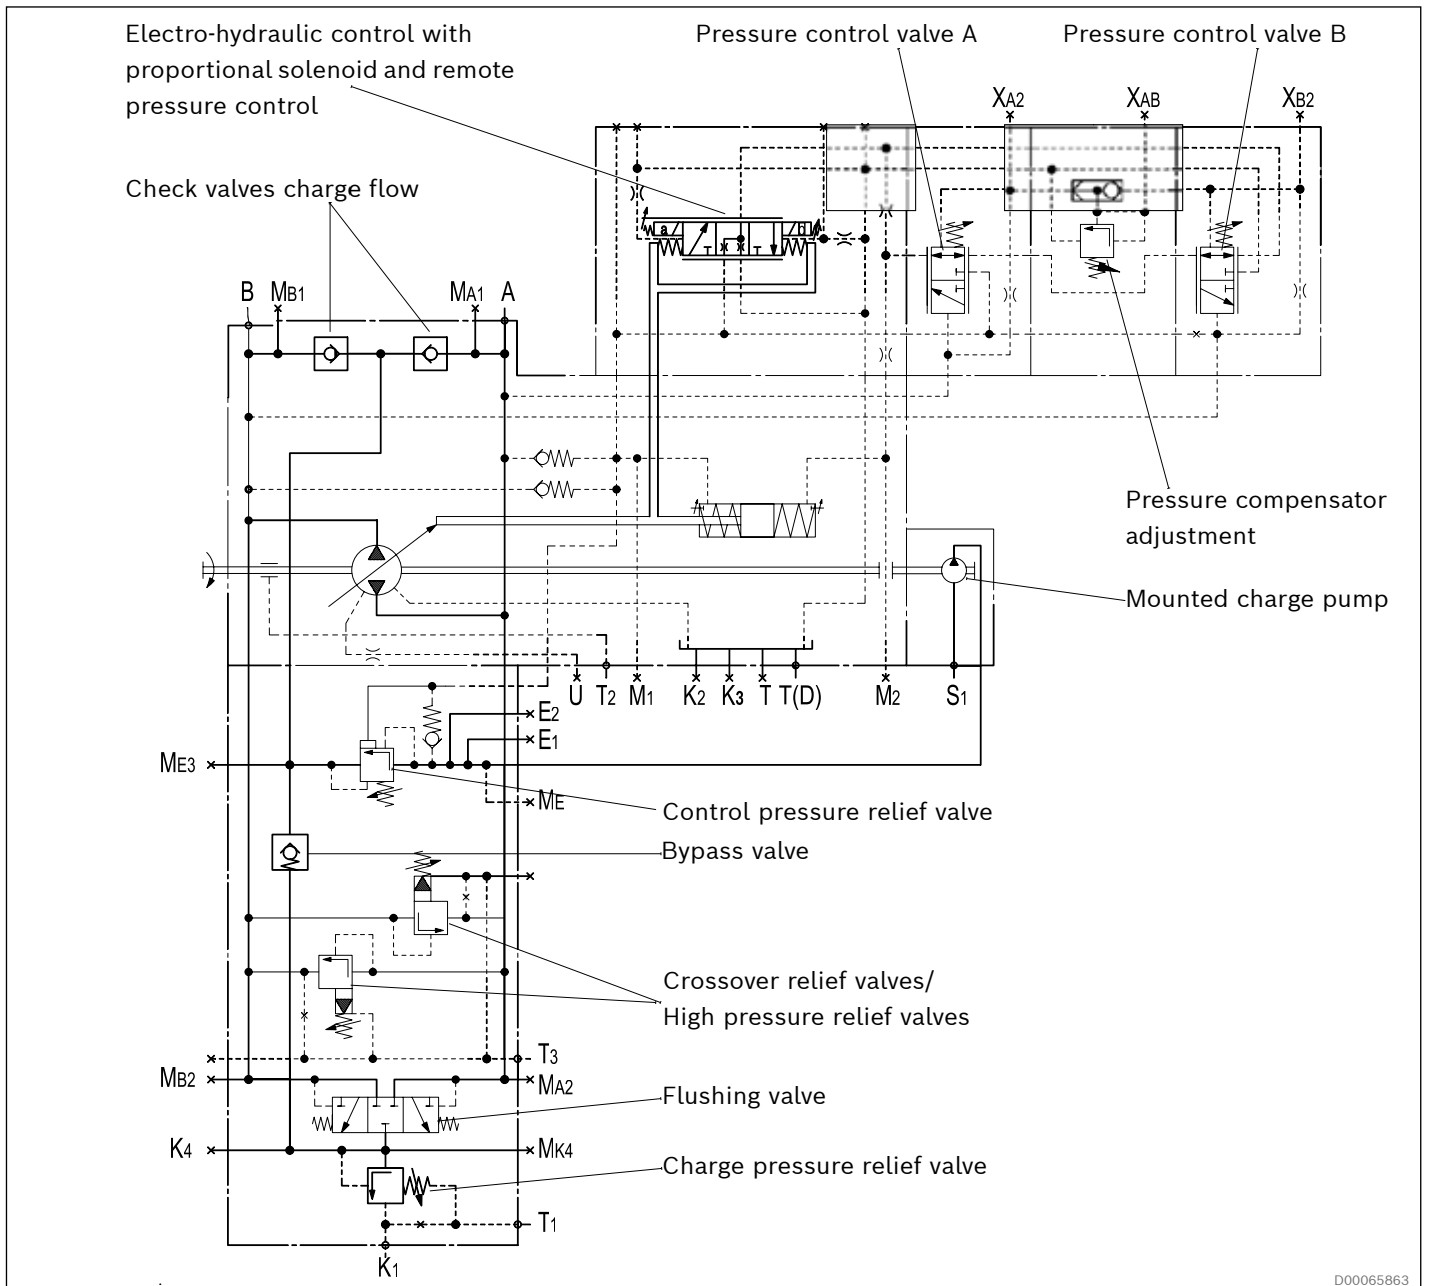 Electro-hydraulic control with
proportional solenoid and remote
pressure control
Pressure control valve A
Pressure control valve B
XA2
XAB
XB2
Check valves charge flow
a
b
B
MB1
MA1
A
Pressure compensator
adjustment
Mounted charge pump
U
T2
M1
K2
K3
T
T(D)
M2
S1
E2
E1
ME3
ME
Control pressure relief valve
Bypass valve
Crossover relief valves/
High pressure relief valves
T3
MB2
MA2
Flushing valve
K4
MK4
Charge pressure relief valve
T1
K1
D00065863